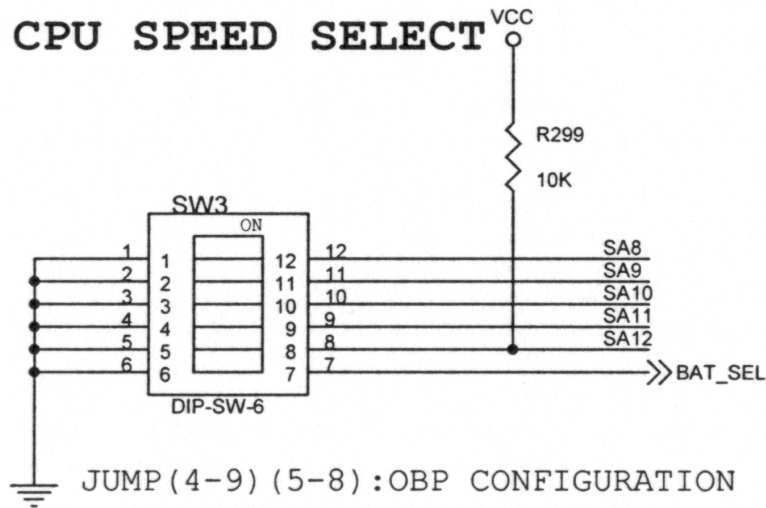 CPU SPEED SELECT
VCC
R299
10K
SW3
ON
1 1 12 12 SA8
2 2 11 11 SA9
3 3 10 10 SA10
4 4 9 9 SA11
5 5 8 8 SA12
6 6 7 7 BAT_SEL
DIP-SW-6
JUMP(4-9)(5-8):OBP CONFIGURATION